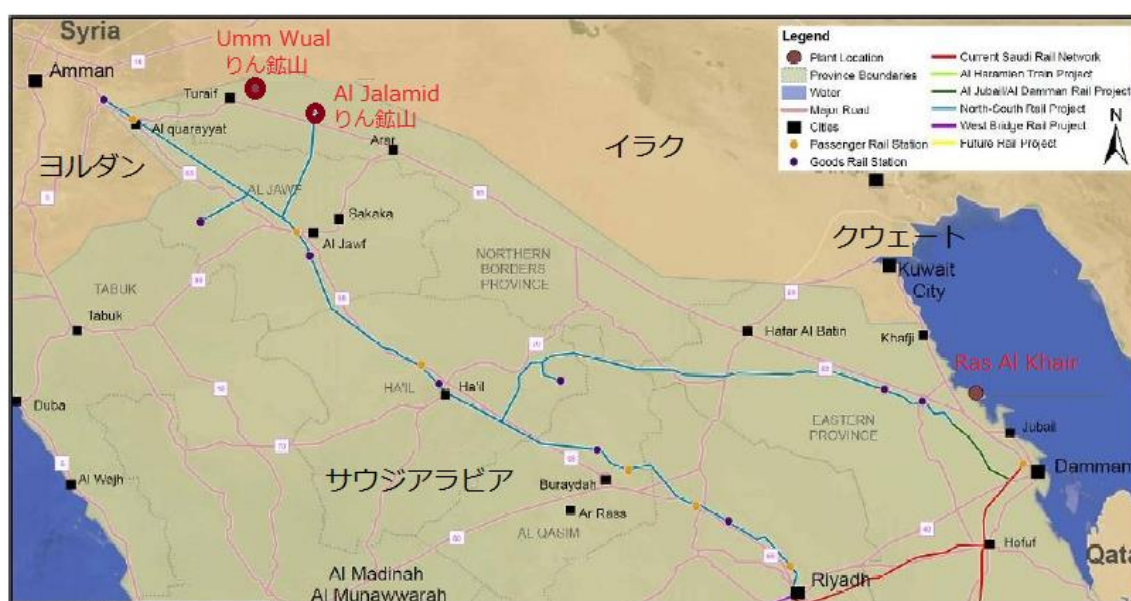 Syria
Umm Wual
りん鉱山
Amman
Turaif
Al Jalamid
りん鉱山
Al quarayyat
Arar
ヨルダン
イラク
AL JAWF
Sakaka
Al Jawf
NORTHERN
BORDERS
PROVINCE
クウェート
Kuwait
City
TABUK
Tabuk
Hafar Al Batin
Khafji
HA'IL
Ha'il
Ras Al Khair
Duba
EASTERN
PROVINCE
Jubail
サウジアラビア
Dammam
Al Wejh
Buraydah
Ar Rass
AL QASIM
Hofuf
Qata
Al Madinah
Al Munawwarah
Riyadh
Legend
Plant Location
Province Boundaries
Water
Major Road
Cities
Passenger Rail Station
Goods Rail Station
Current Saudi Rail Network
Al Haramien Train Project
Al Jubail/Al Damman Rail Project
North-South Rail Project
West Bridge Rail Project
Future Rail Project
N